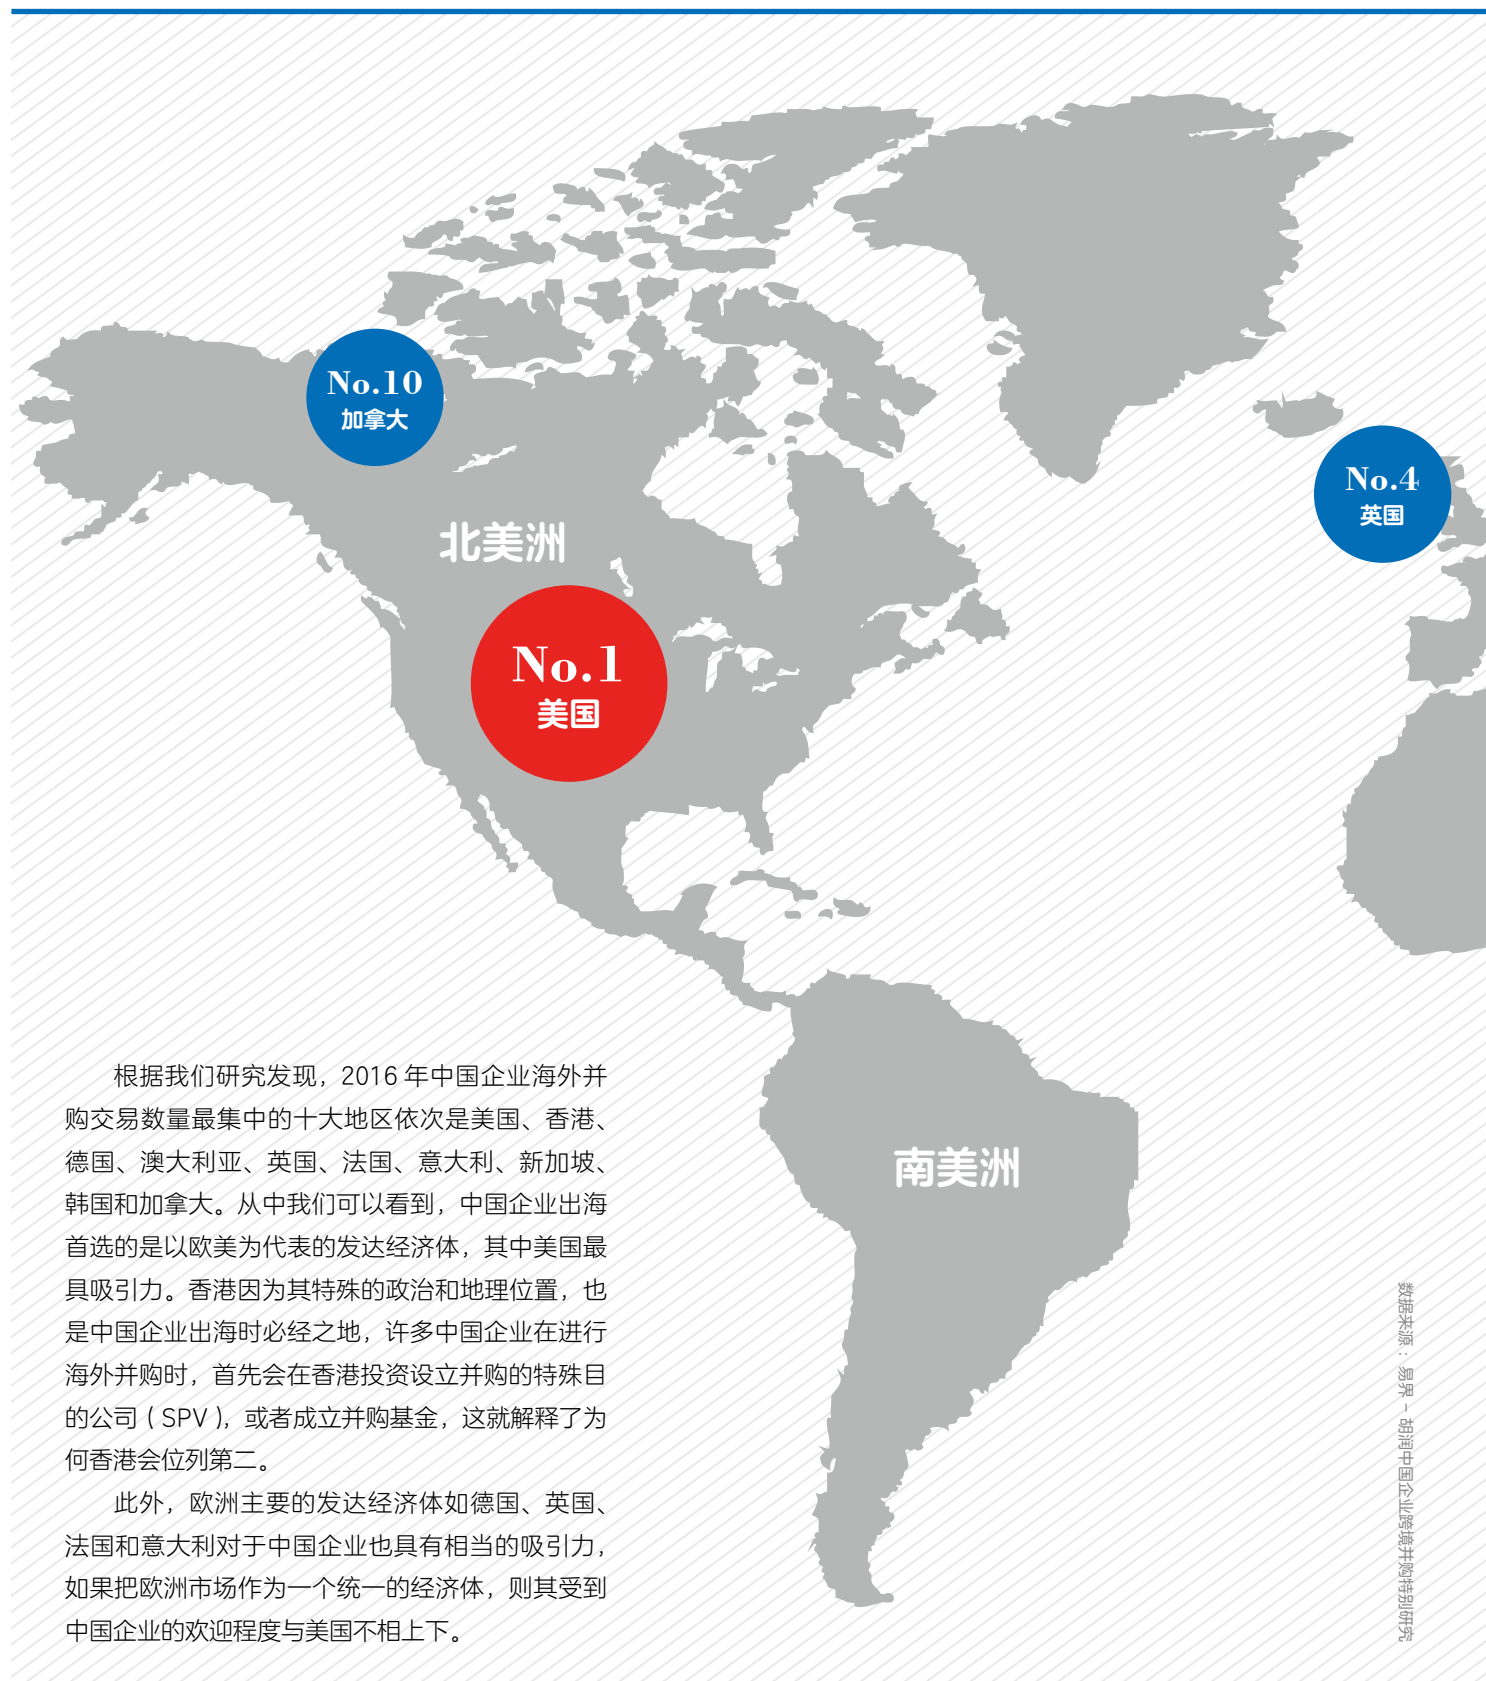 No.10
加拿大
No.4
英国
北美洲
No.1
美国
南美洲
根据我们研究发现，2016 年中国企业海外并
购交易数量最集中的十大地区依次是美国、香港、
德国、澳大利亚、英国、法国、意大利、新加坡、
韩国和加拿大。从中我们可以看到，中国企业出海
首选的是以欧美为代表的发达经济体，其中美国最
具吸引力。香港因为其特殊的政治和地理位置，也
是中国企业出海时必经之地，许多中国企业在进行
海外并购时，首先会在香港投资设立并购的特殊目
的公司（SPV），或者成立并购基金，这就解释了为
何香港会位列第二。
此外，欧洲主要的发达经济体如德国、英国、
法国和意大利对于中国企业也具有相当的吸引力，
如果把欧洲市场作为一个统一的经济体，则其受到
中国企业的欢迎程度与美国不相上下。
数据来源：易界 - 胡润中国企业跨境并购特别研究